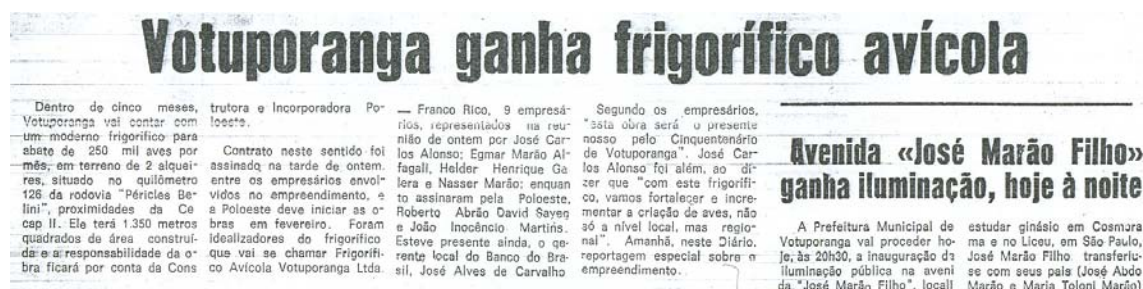 Votuporanga ganha frigorífico avícola
Dentro de cinco meses,
Votuporanga vai contar com
um moderno frigorífico para
abate de 250 mil aves por
mês, em terreno de 2 alquei-
res, situado no quilômetro
126 da rodovia "Péricles Be-
lini", proximidades da Ce
cap II. Ele terá 1.350 metros
quadrados de área construí-
da e a responsabilidade da o-
bra ficará por conta da Cons
trutora e Incorporadora Po-
loeste.
Contrato neste sentido foi
assinado na tarde de ontem.
entre os empresários envol-
vidos no empreendimento, e
a Poloeste deve iniciar as o-
bras em fevereiro. Foram
idealizadores do frigorífico
que vai se chamar Frigorífi-
co Avícola Votuporanga Ltda
— Franco Rico, 9 empresá-
rios, representados na reu-
nião de ontem por José Car-
los Alonso; Egmar Marão Al-
fagali, Helder Henrique Ga
lera e Nasser Marão; enquan
to assinaram pela Poloeste,
Roberto Abrão David Sayeg
e João Inocêncio Martins.
Esteve presente ainda, o ge-
rente local do Banco do Bra-
sil, José Alves de Carvalho
Segundo os empresários,
"esta obra será o presente
nosso pelo Cinquentenário
de Votuporanga". José Car-
los Alonso foi além, ao di-
zer que "com este frigorífi-
co, vamos fortalecer e incre-
mentar a criação de aves, não
só a nível local, mas regio-
nal". Amanhã, neste Diário,
reportagem especial sobre o
empreendimento.
Avenida «José Marão Filho»
ganha iluminação, hoje à noite
A Prefeitura Municipal de
Votuporanga vai proceder ho-
je, às 20h30, a inauguração da
iluminação pública na aveni
da "José Marão Filho", locali
estudar ginásio em Cosmora
ma e no Liceu, em São Paulo,
José Marão Filho transferiu-
se com seus pais (José Abdo
Marão e Maria Toloni Marão)